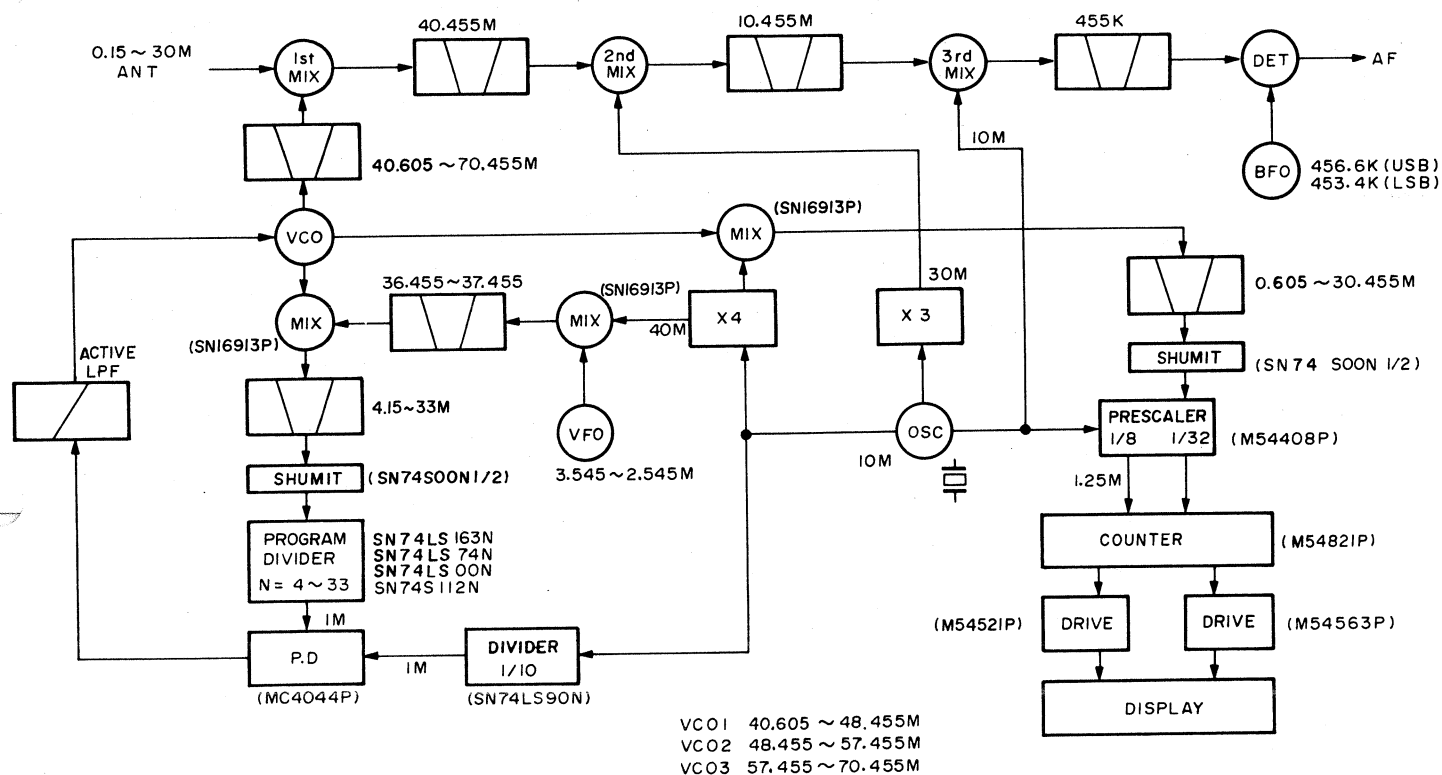 40.455M
10.455M
455K
0.15~30M
ANT
1st
MIX
2nd
MIX
3rd
MIX
DET
AF
10M
40.605~70.455M
BFO
456.6K (USB)
453.4K (LSB)
VCO
MIX
(SN16913P)
36.455~37.455
30M
0.605~30.455M
MIX
(SN16913P)
MIX
(SN16913P)
40M
X4
X3
ACTIVE
LPF
SHUMIT
(SN74 SOON 1/2)
4.15~33M
VFO
3.545~2.545M
OSC
10M
PRESCALER
1/8 1/32
(M54408P)
SHUMIT
(SN74SOON1/2)
1.25M
PROGRAM
DIVIDER
N=4~33
SN74LS163N
SN74LS 74N
SN74LS 00N
SN74S112N
COUNTER
(M54821P)
1M
(M54521P)
DRIVE
DRIVE
(M54563P)
P.D
(MC4044P)
1M
DIVIDER
1/10
(SN74LS90N)
DISPLAY
VCO1 40.605~48.455M
VCO2 48.455~57.455M
VCO3 57.455~70.455M